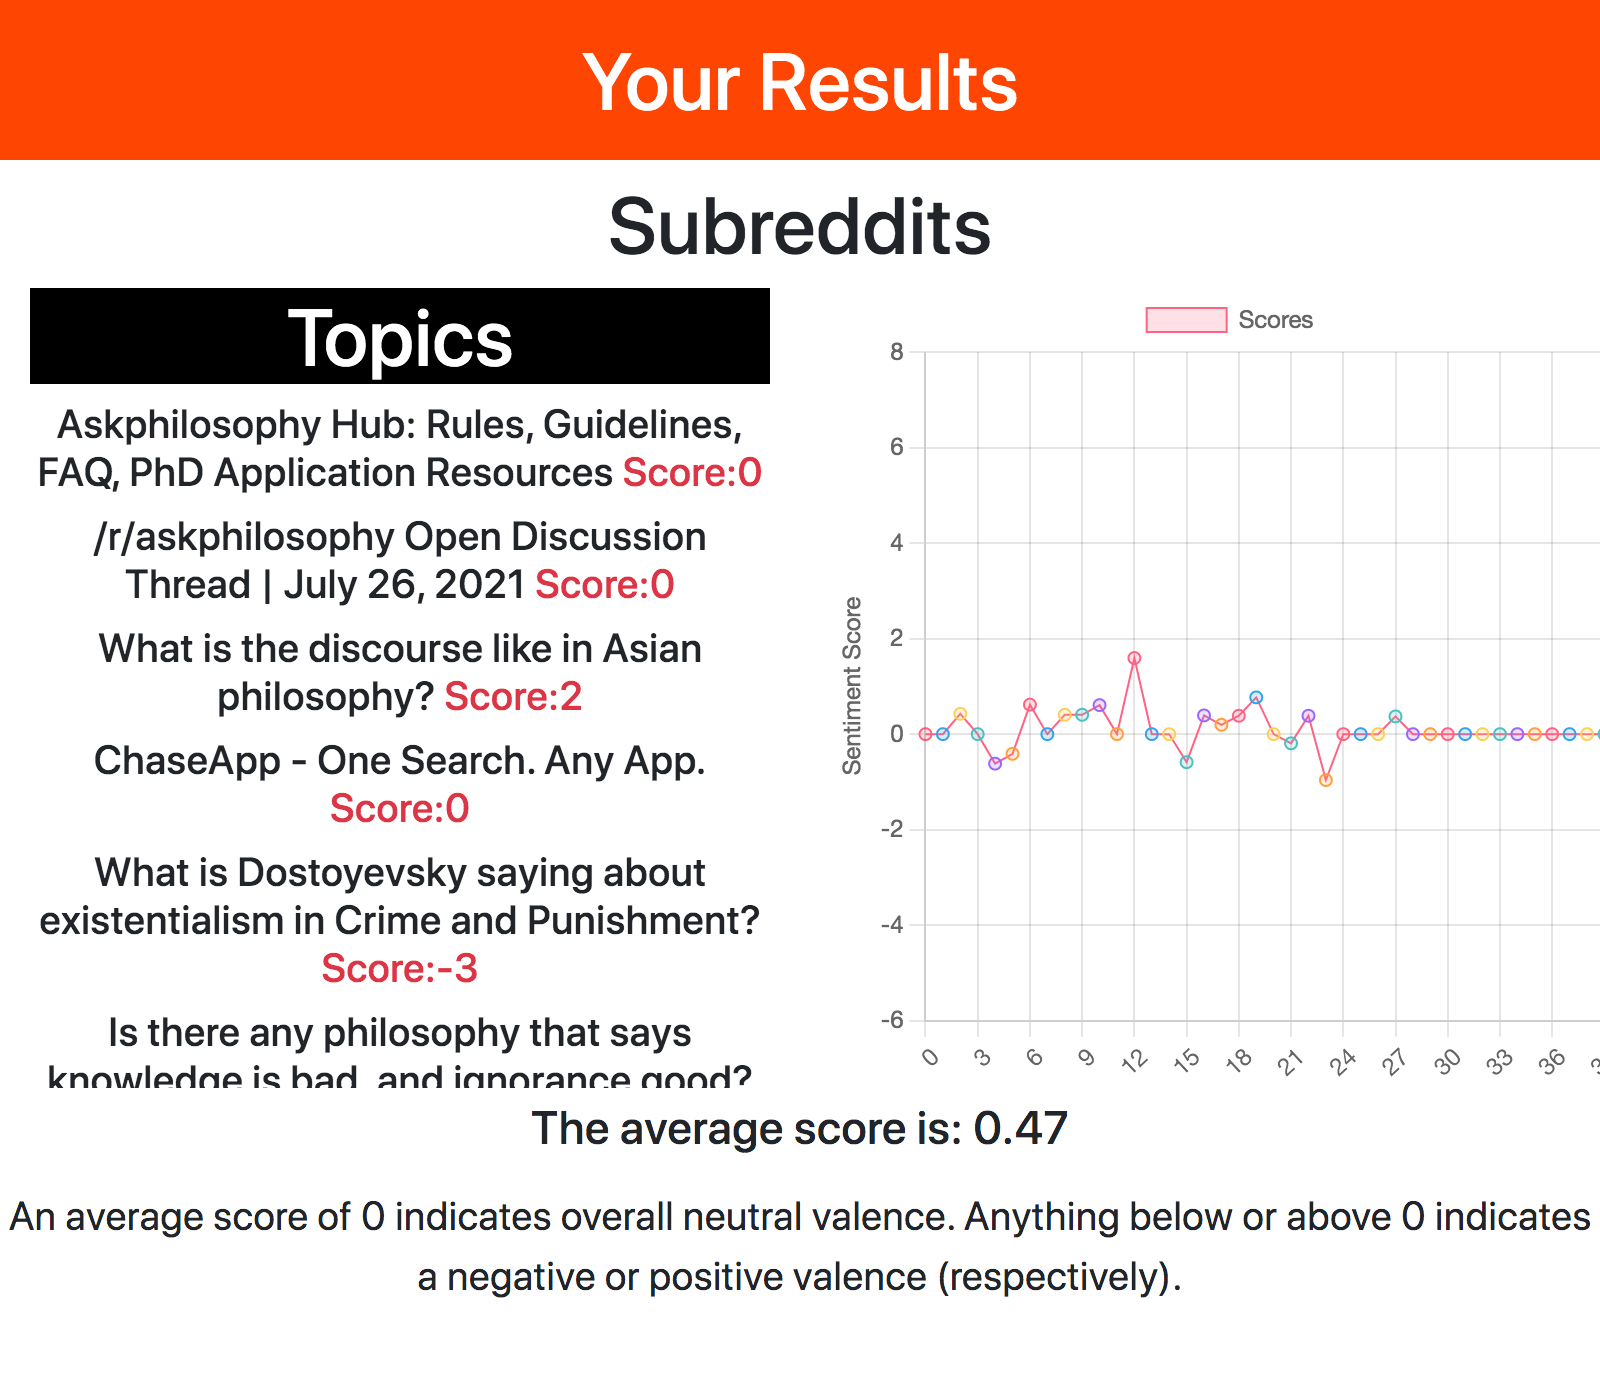 Your Results
Subreddits
Topics
Askphilosophy Hub: Rules, Guidelines,
FAQ, PhD Application Resources Score:0
/r/askphilosophy Open Discussion
Thread | July 26, 2021 Score:0
What is the discourse like in Asian
philosophy? Score:2
ChaseApp - One Search. Any App.
Score:0
What is Dostoyevsky saying about
existentialism in Crime and Punishment?
Score:-3
Is there any philosophy that says
knowledge is bad, and ignorance good?
Scores
8
6
4
2
0
-2
-4
-6
Sentiment Score
0 3 6 9 12 15 18 21 24 27 30 33 36
The average score is: 0.47
An average score of 0 indicates overall neutral valence. Anything below or above 0 indicates
a negative or positive valence (respectively).